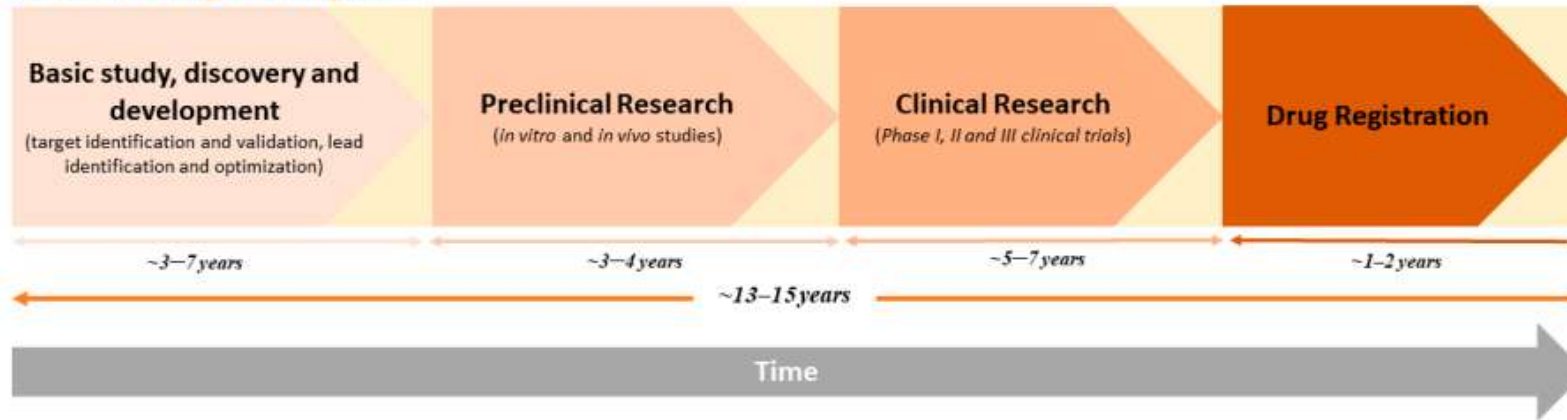 Basic study, discovery and
development
(target identification and validation, lead
identification and optimization)
Preclinical Research
(in vitro and in vivo studies)
Clinical Research
(Phase I, II and III clinical trials)
Drug Registration
~3–7 years
~3–4 years
~5–7 years
~1–2 years
~13–15 years
Time